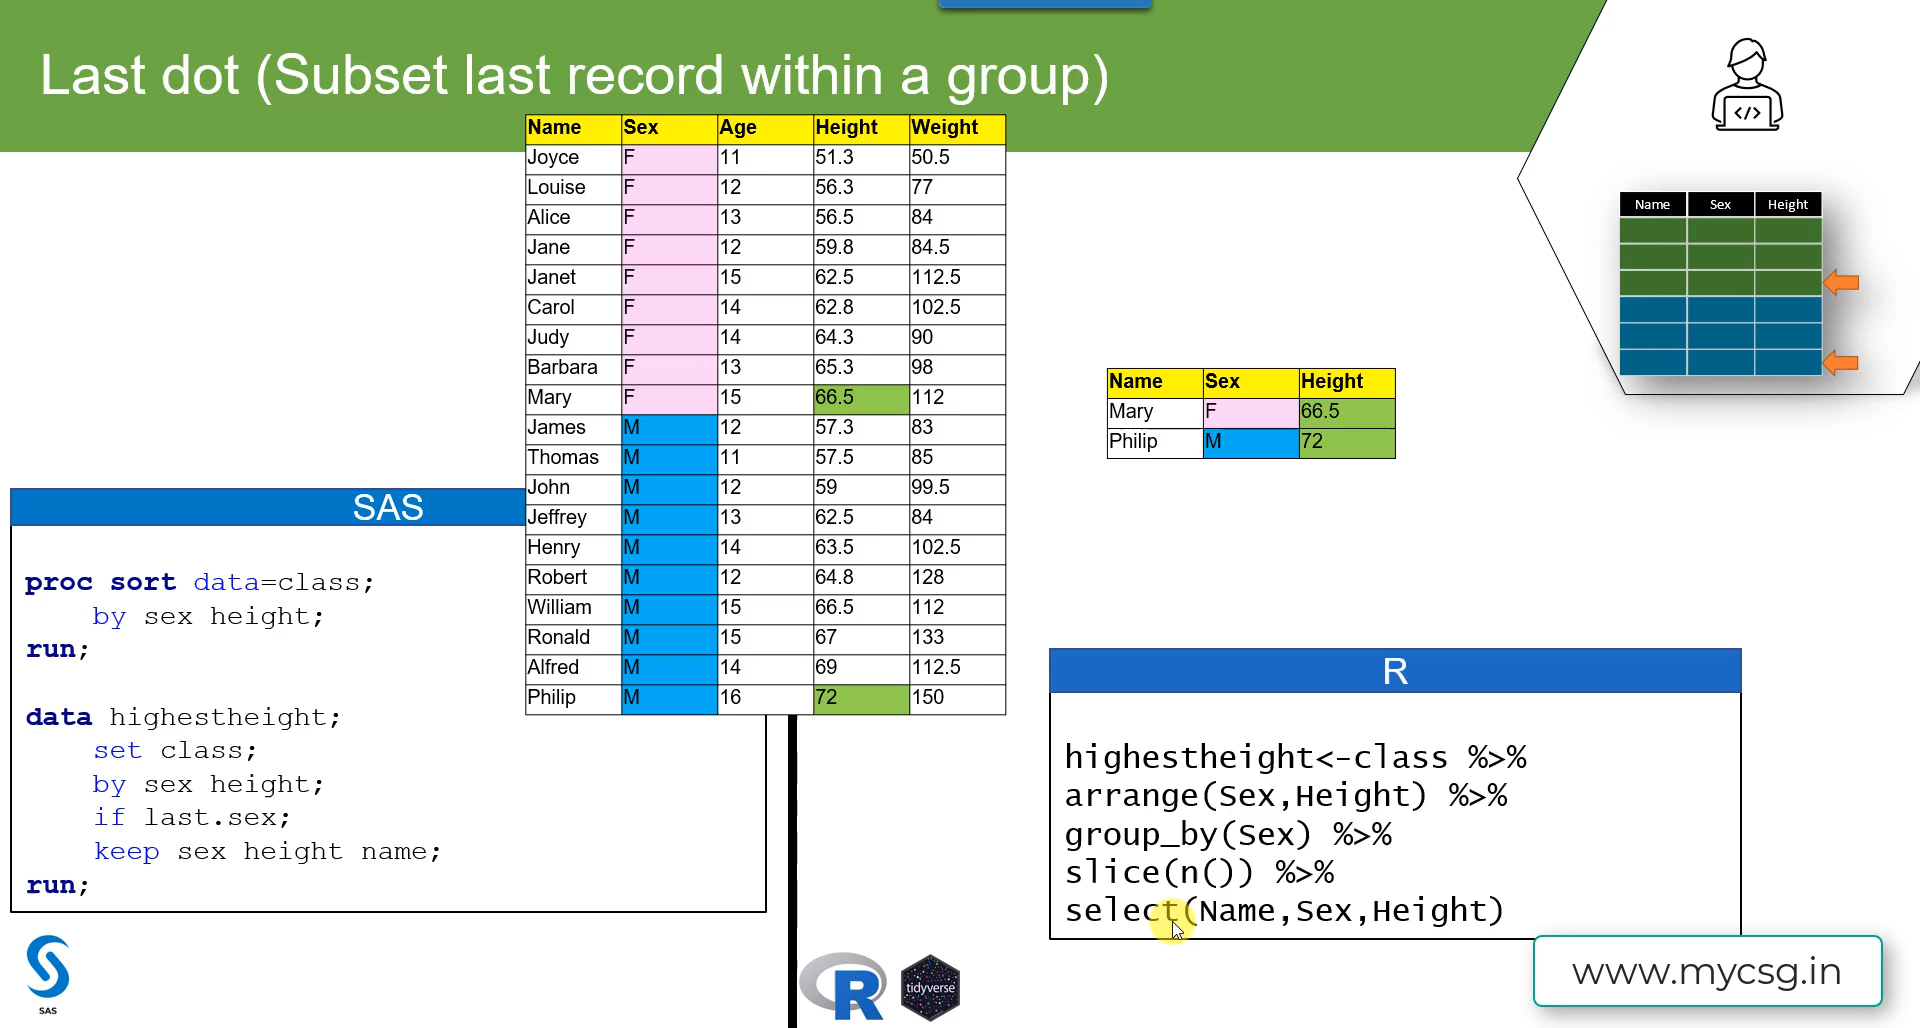 Last dot (Subset last record within a group)
</>
Name Sex Height
Name Sex Age Height Weight
Joyce F 11 51.3 50.5
Louise F 12 56.3 77
Alice F 13 56.5 84
Jane F 12 59.8 84.5
Janet F 15 62.5 112.5
Carol F 14 62.8 102.5
Judy F 14 64.3 90
Barbara F 13 65.3 98
Mary F 15 66.5 112
James M 12 57.3 83
Thomas M 11 57.5 85
John M 12 59 99.5
Jeffrey M 13 62.5 84
Henry M 14 63.5 102.5
Robert M 12 64.8 128
William M 15 66.5 112
Ronald M 15 67 133
Alfred M 14 69 112.5
Philip M 16 72 150
Name Sex Height
Mary F 66.5
Philip M 72
SAS
proc sort data=class;
by sex height;
run;
data highestheight;
set class;
by sex height;
if last.sex;
keep sex height name;
run;
R
highestheight<-class %>%
arrange(Sex,Height) %>%
group_by(Sex) %>%
slice(n()) %>%
select(Name,Sex,Height)
SAS
R
tidyverse
www.mycsg.in